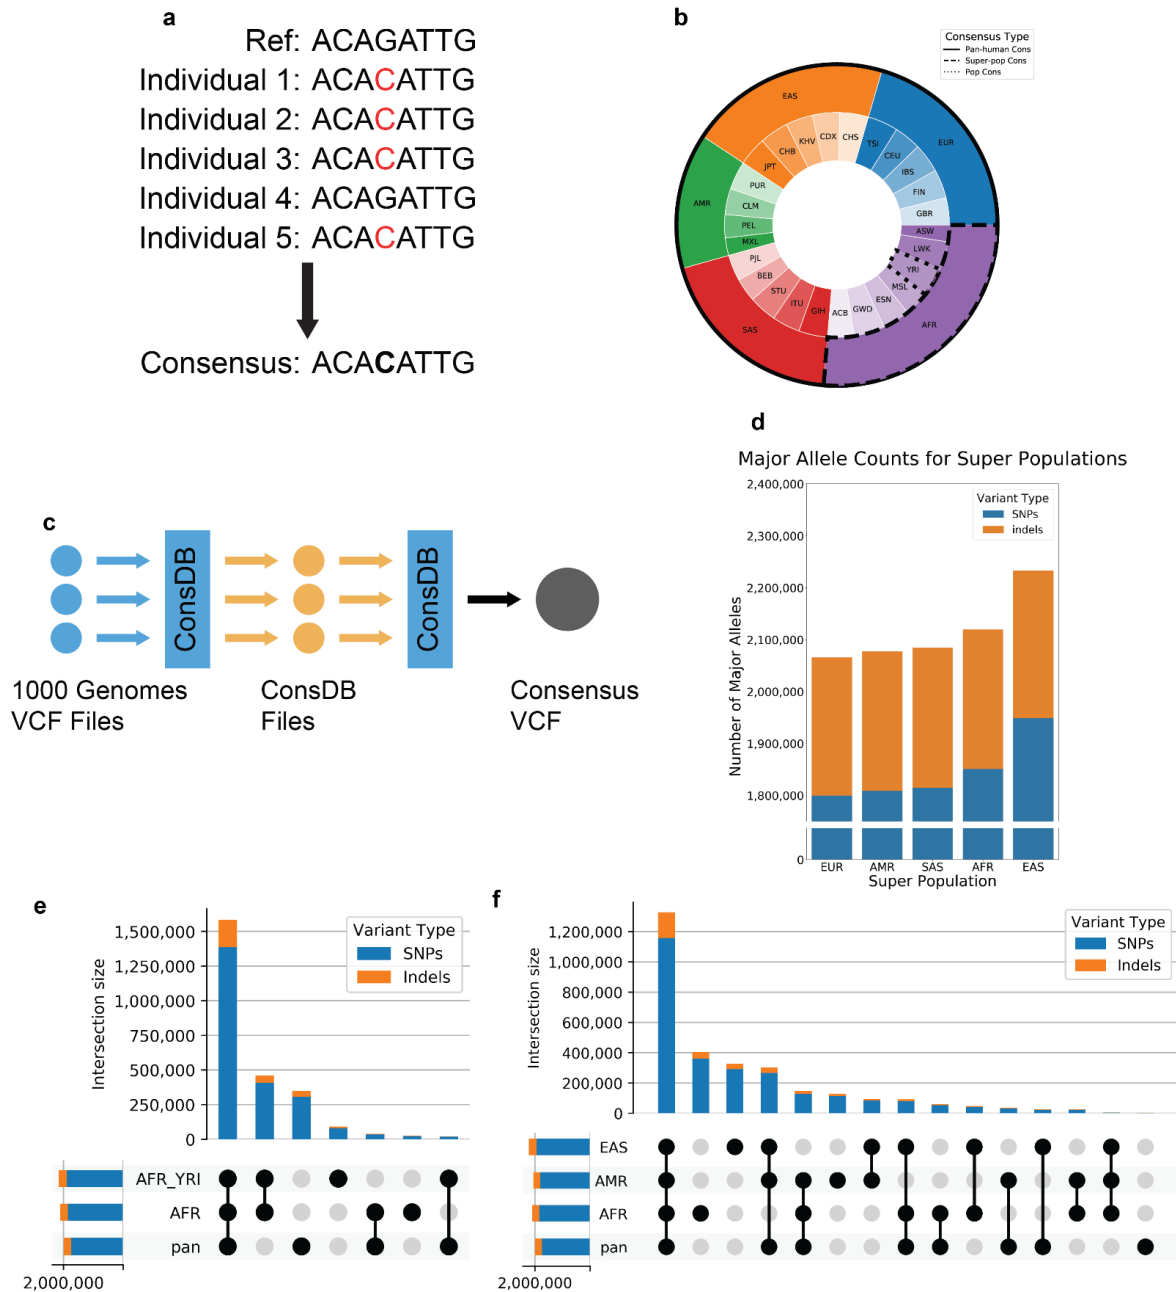 a
Ref: ACAGATTG
Individual 1: ACACATTG
Individual 2: ACACATTG
Individual 3: ACACATTG
Individual 4: ACAGATTG
Individual 5: ACACATTG
Consensus: ACACATTG
b
Consensus Type
Pan-human Cons
Super-pop Cons
Pop Cons
EAS
EUR
AMR
SAS
AFR
JPT
CHB
KHV
CDX
CHS
TSI
CEU
IBS
FIN
GBR
ASW
LWK
YRI
MSL
ESN
GWD
ACB
GIH
ITU
STU
BEB
PJL
MXL
PEL
CLM
PUR
c
ConsDB
ConsDB
1000 Genomes
VCF Files
ConsDB
Files
Consensus
VCF
d
Major Allele Counts for Super Populations
Number of Major Alleles
2,400,000
2,300,000
2,200,000
2,100,000
2,000,000
1,900,000
1,800,000
0
Variant Type
SNPs
indels
EUR AMR SAS AFR EAS
Super Population
e
Intersection size
1,500,000
1,250,000
1,000,000
750,000
500,000
250,000
0
Variant Type
SNPs
Indels
AFR_YRI
AFR
pan
2,000,000
f
Intersection size
1,200,000
1,000,000
800,000
600,000
400,000
200,000
0
Variant Type
SNPs
Indels
EAS
AMR
AFR
pan
2,000,000